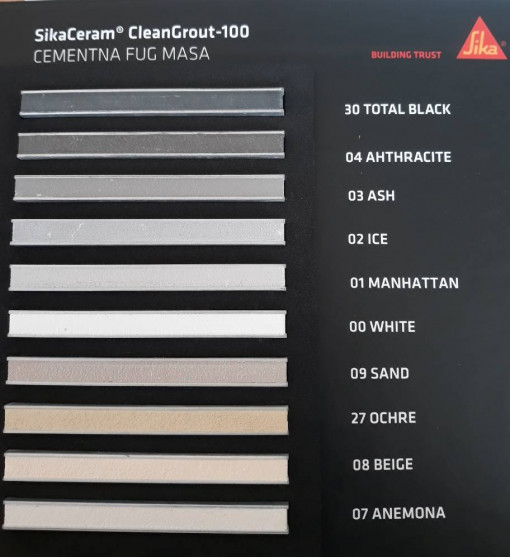 SikaCeram® CleanGrout-100
CEMENTNA FUG MASA
BUILDING TRUST
Sika®
30 TOTAL BLACK
04 AHTHRACITE
03 ASH
02 ICE
01 MANHATTAN
00 WHITE
09 SAND
27 OCHRE
08 BEIGE
07 ANEMONA